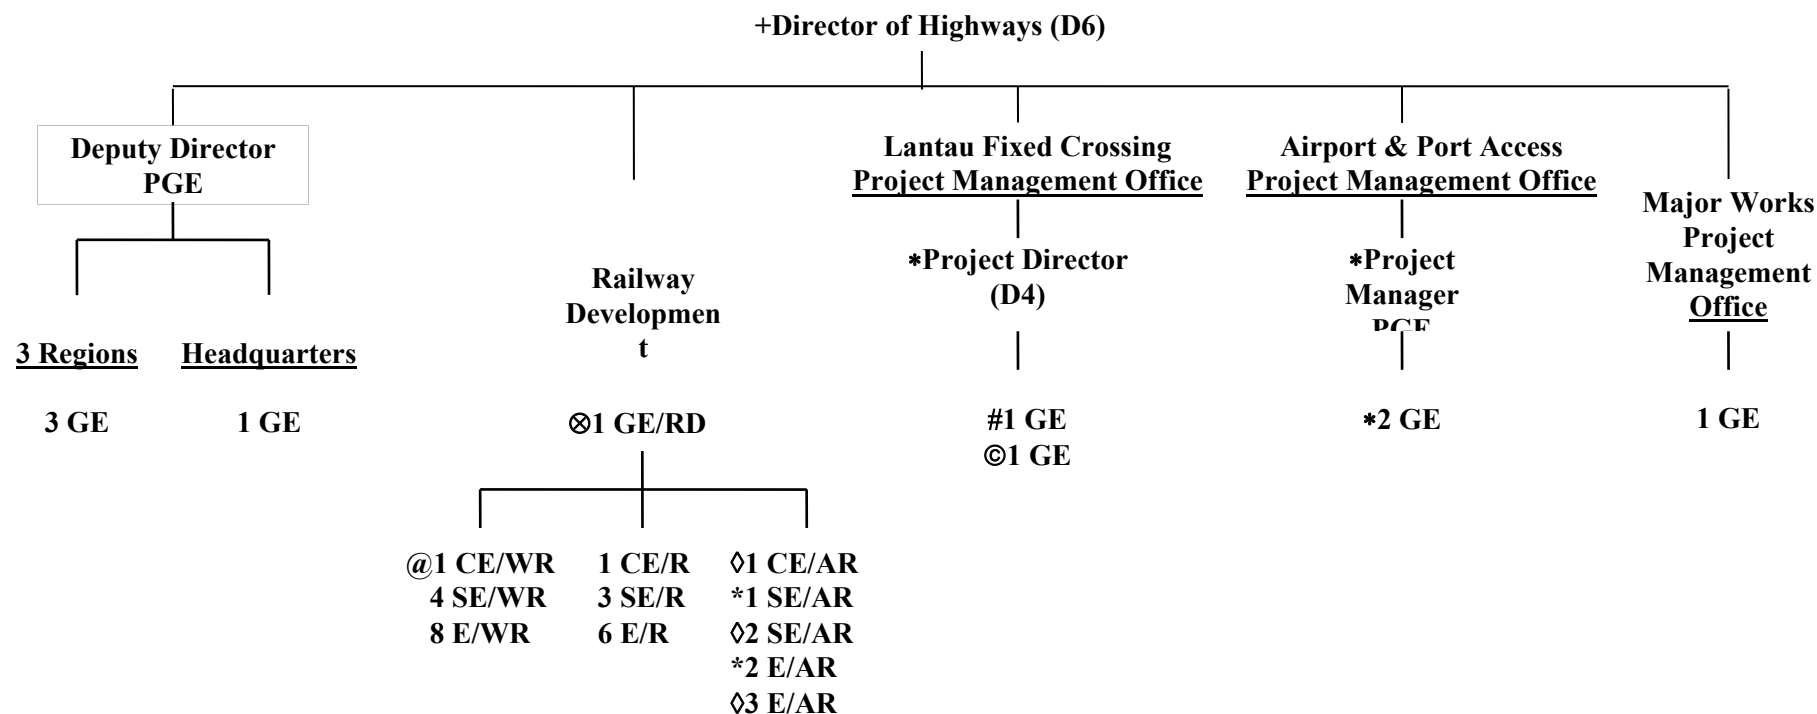 +Director of Highways (D6)
Deputy Director
PGE
3 Regions
3 GE
Headquarters
1 GE
Railway
Developmen
t
⊗1 GE/RD
@1 CE/WR
4 SE/WR
8 E/WR
1 CE/R
3 SE/R
6 E/R
◊1 CE/AR
*1 SE/AR
◊2 SE/AR
*2 E/AR
◊3 E/AR
Lantau Fixed Crossing
Project Management Office
*Project Director
(D4)
#1 GE
©1 GE
Airport & Port Access
Project Management Office
*Project
Manager
PGE
*2 GE
Major Works
Project
Management
Office
1 GE